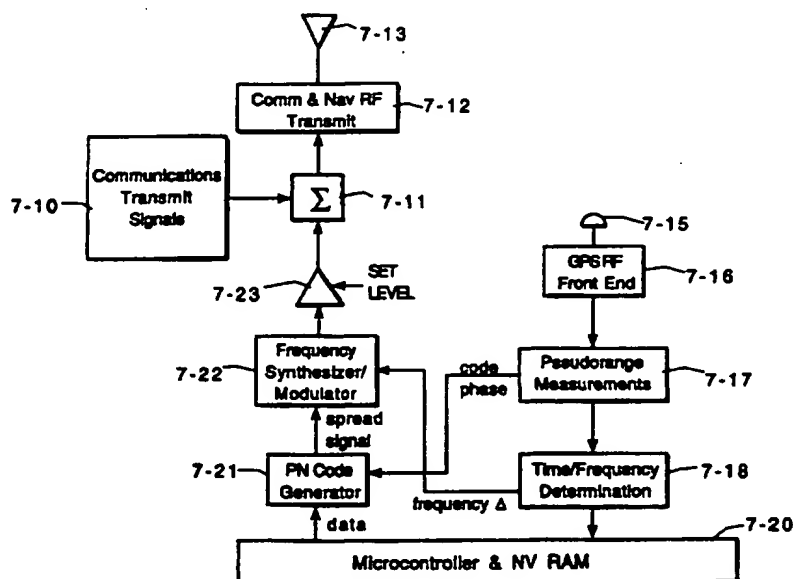 7-13
Comm & Nav RF
Transmit
7-12
Communications
Transmit
Signals
7-10
Σ
7-11
7-15
GPS RF
Front End
7-16
7-23
SET
LEVEL
Frequency
Synthesizer/
Modulator
7-22
code
phase
Pseudorange
Measurements
7-17
spread
signal
7-21
PN Code
Generator
Time/Frequency
Determination
7-18
frequency Δ
data
7-20
Microcontroller & NV RAM